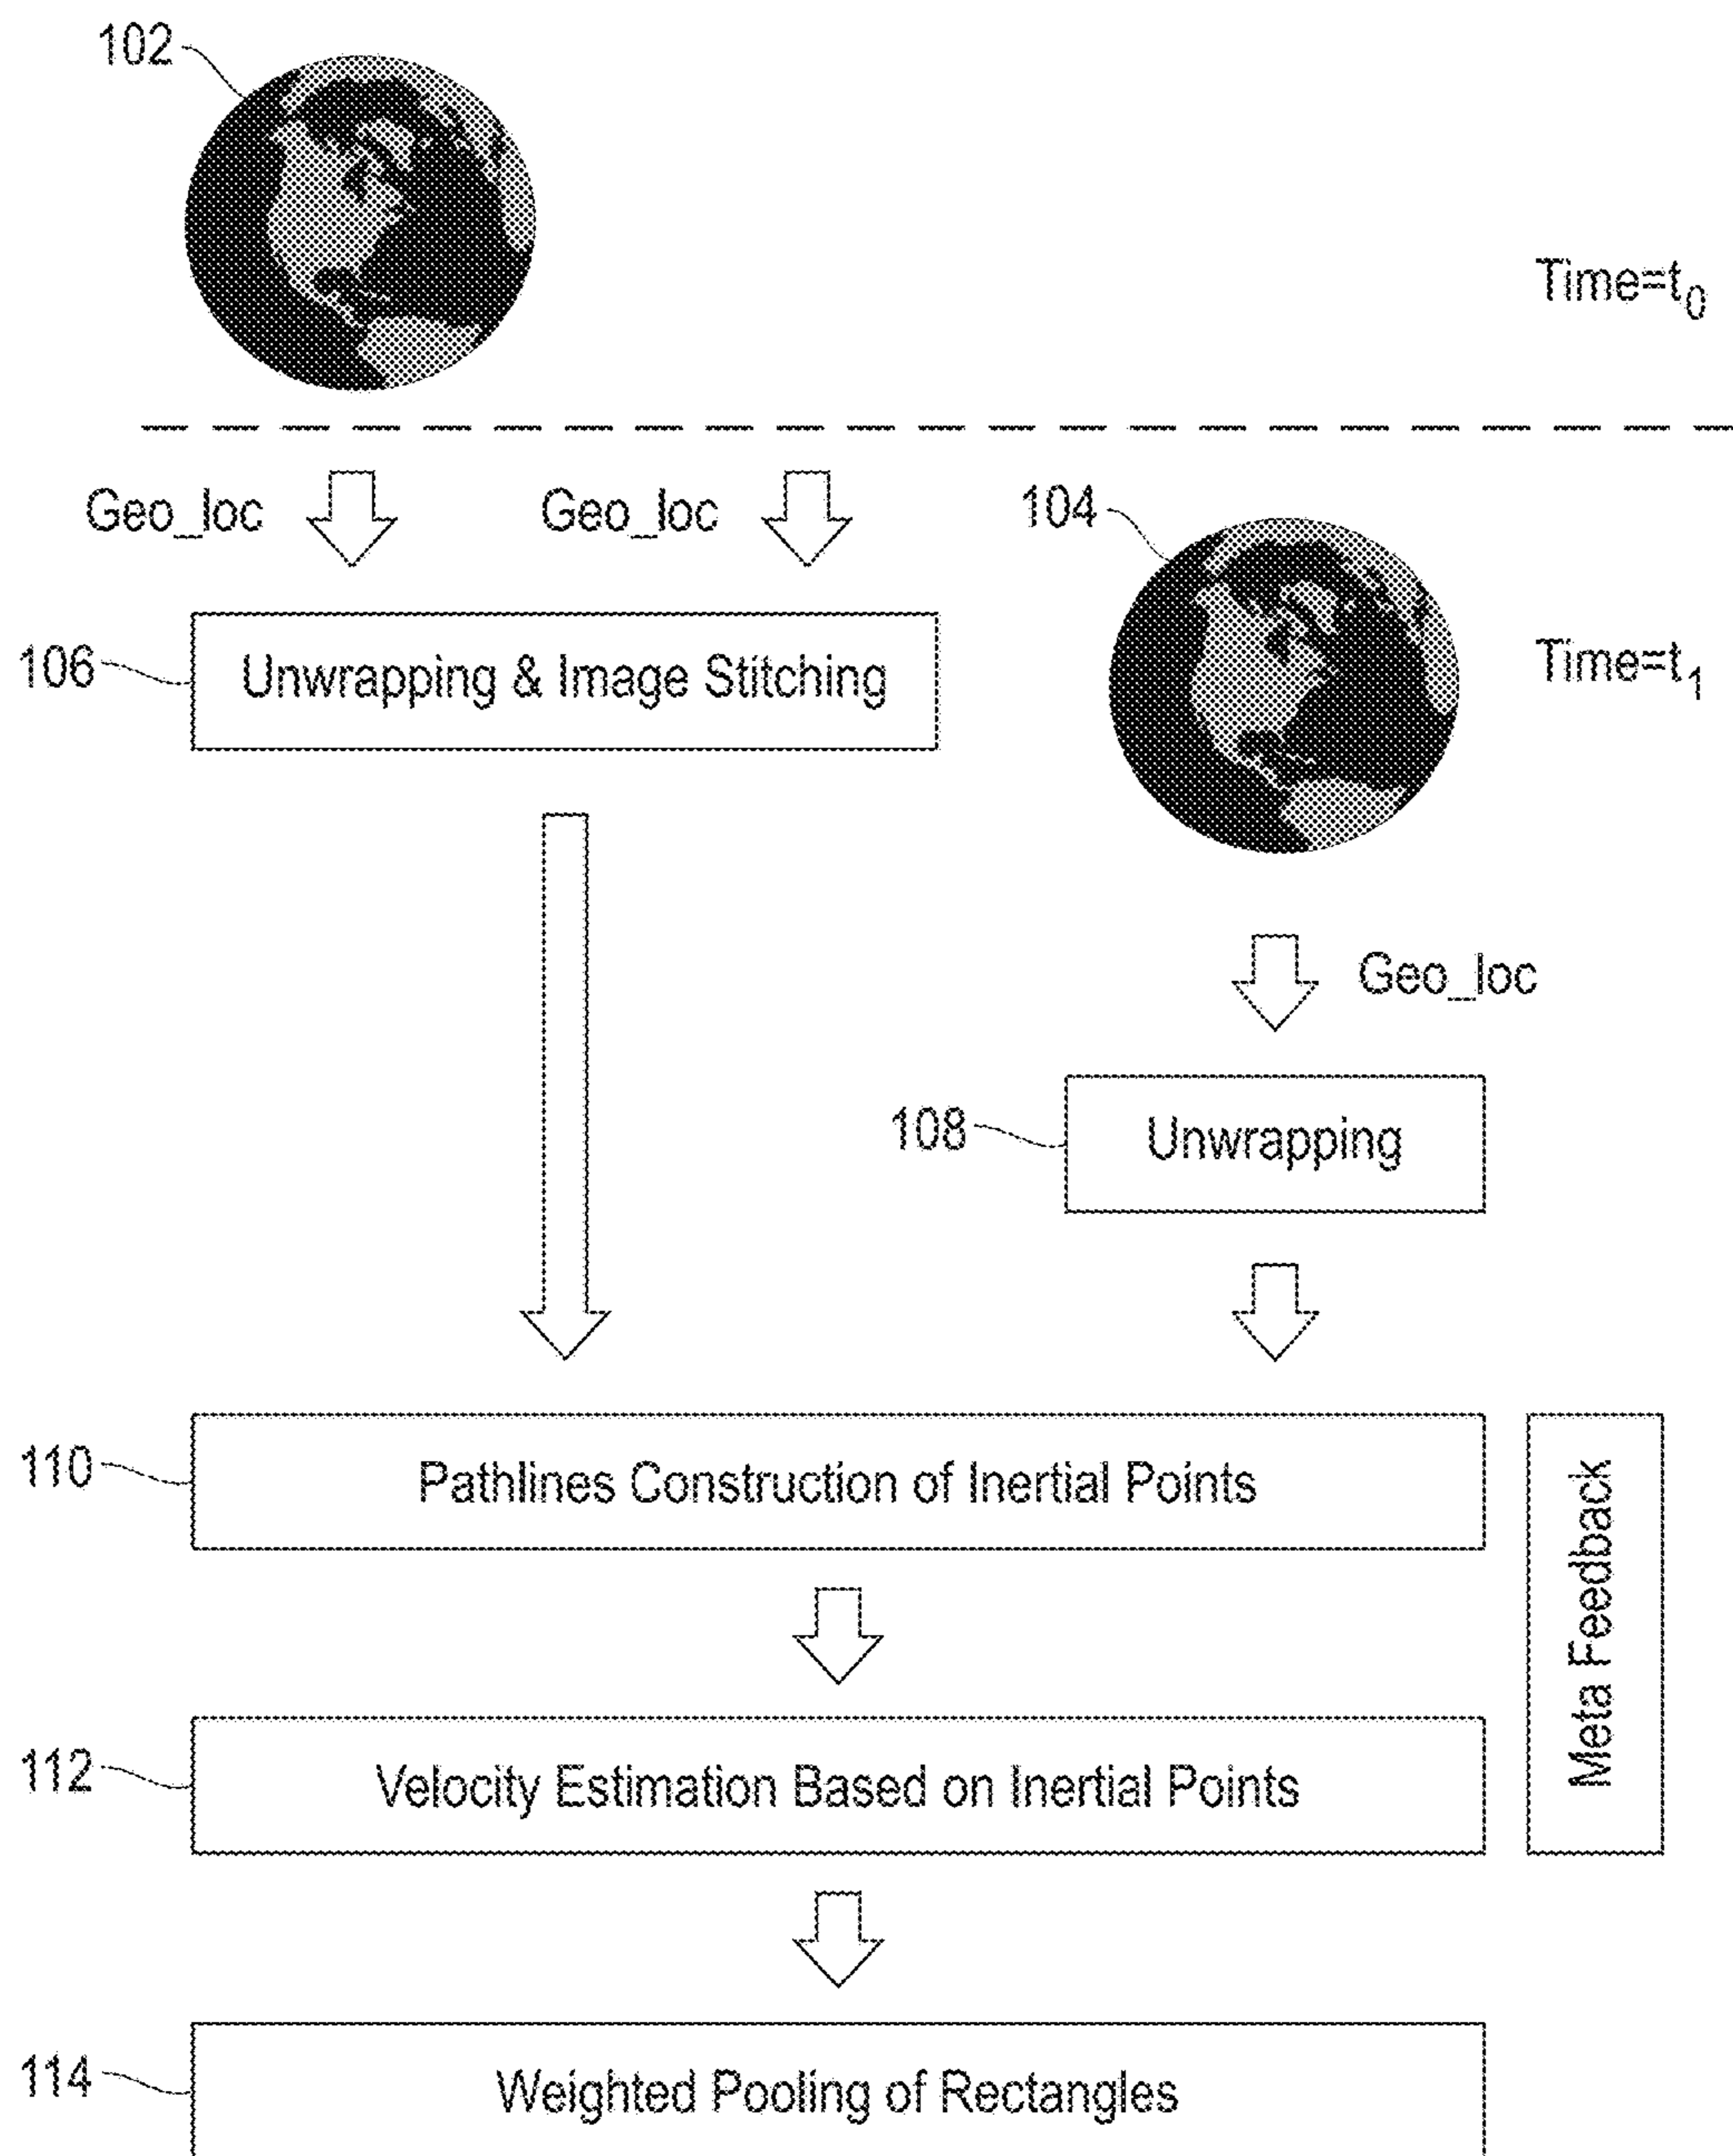 102
Time=t0
Geo_loc
Geo_loc
104
106
Unwrapping & Image Stitching
Time=t1
Geo_loc
108
Unwrapping
110
Pathlines Construction of Inertial Points
Meta Feedback
112
Velocity Estimation Based on Inertial Points
114
Weighted Pooling of Rectangles